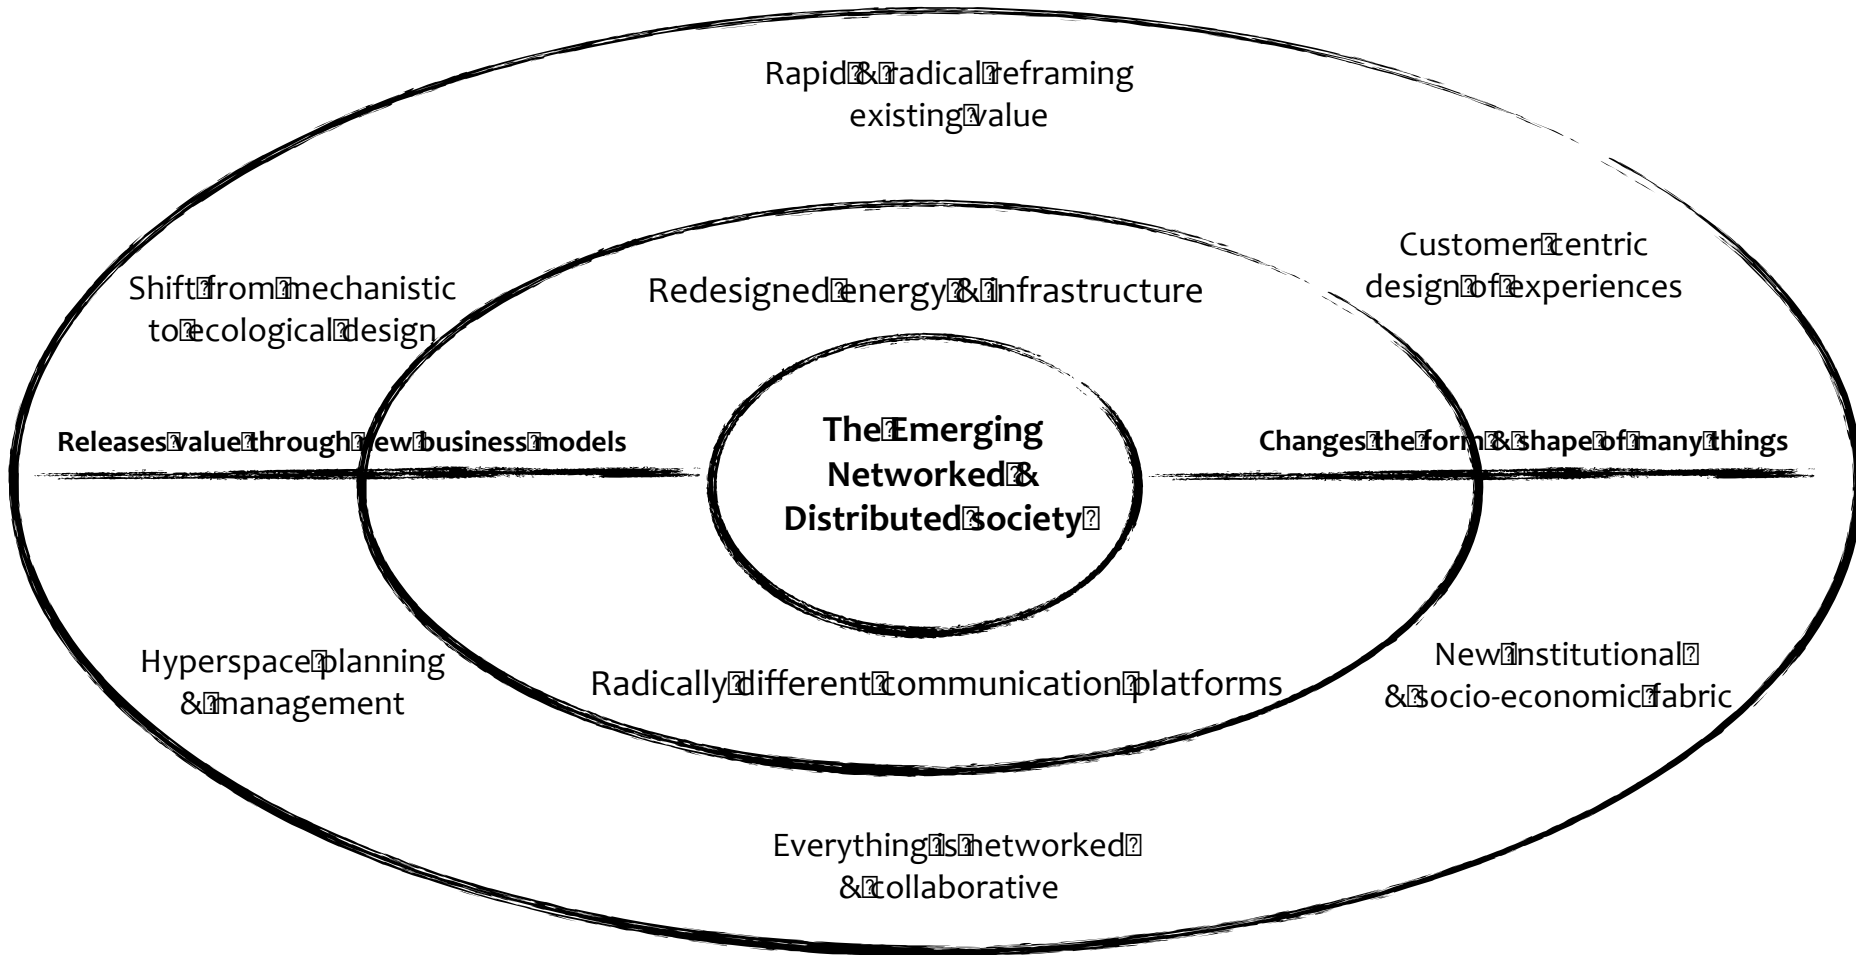 Rapid & radical reframing
existing value
Customer centric
design of experiences
Shift from mechanistic
to ecological design
Redesigned energy & infrastructure
Releases value through new business models
The Emerging
Networked &
Distributed society
Changes the form & shape of many things
Hyperspace planning
& management
Radically different communication platforms
New institutional
& socio-economic fabric
Everything is networked
& collaborative